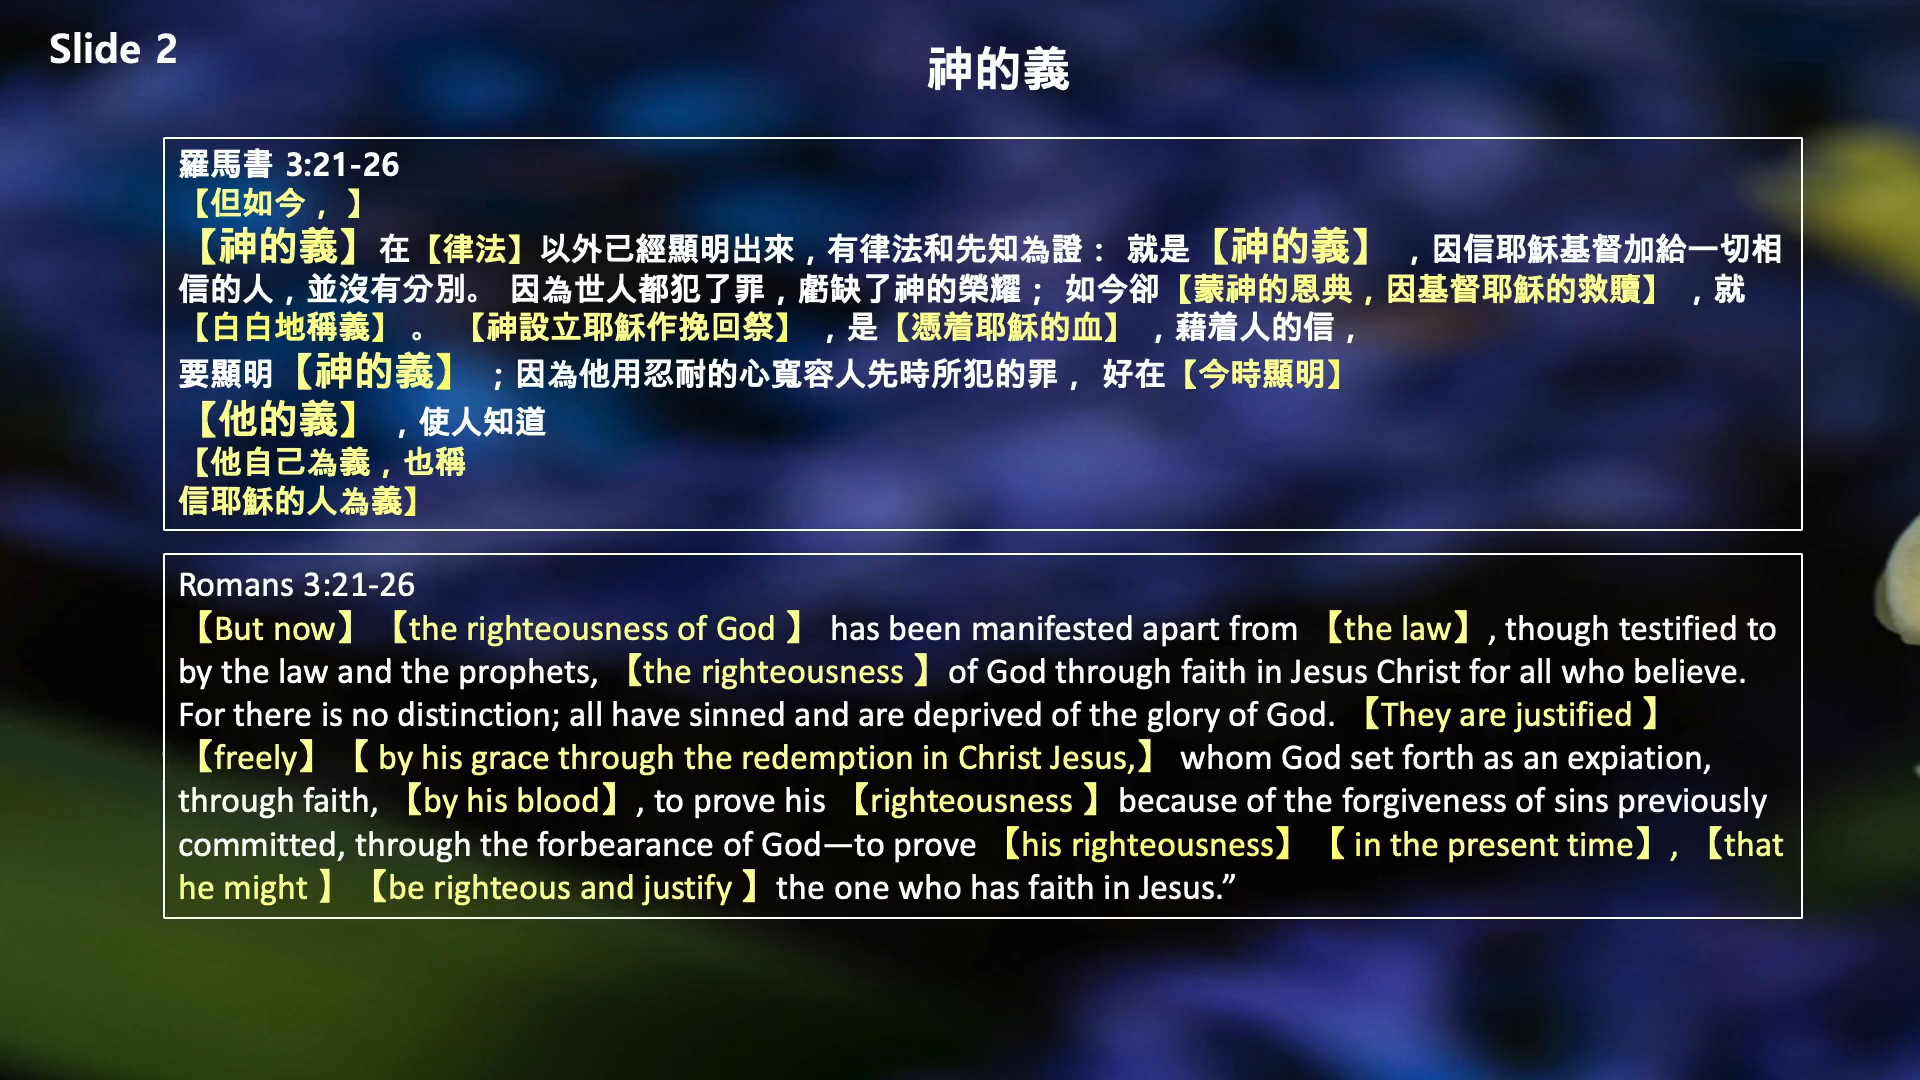 Slide 2
神的義
羅馬書 3:21-26
【但如今， 】
【神的義】在【律法】以外已經顯明出來，有律法和先知為證： 就是【神的義】 ，因信耶穌基督加給一切相
信的人，並沒有分別。 因為世人都犯了罪，虧缺了神的榮耀； 如今卻【蒙神的恩典，因基督耶穌的救贖】 ，就
【白白地稱義】 。 【神設立耶穌作挽回祭】 ，是【憑着耶穌的血】 ，藉着人的信，
要顯明【神的義】 ；因為他用忍耐的心寬容人先時所犯的罪， 好在【今時顯明】
【他的義】 ，使人知道
【他自己為義，也稱
信耶穌的人為義】
Romans 3:21-26
【But now】 【the righteousness of God 】 has been manifested apart from 【the law】, though testified to
by the law and the prophets, 【the righteousness 】of God through faith in Jesus Christ for all who believe.
For there is no distinction; all have sinned and are deprived of the glory of God. 【They are justified 】
【freely】 【 by his grace through the redemption in Christ Jesus,】 whom God set forth as an expiation,
through faith, 【by his blood】, to prove his 【righteousness 】because of the forgiveness of sins previously
committed, through the forbearance of God—to prove 【his righteousness】 【 in the present time】, 【that
he might 】 【be righteous and justify 】the one who has faith in Jesus.”